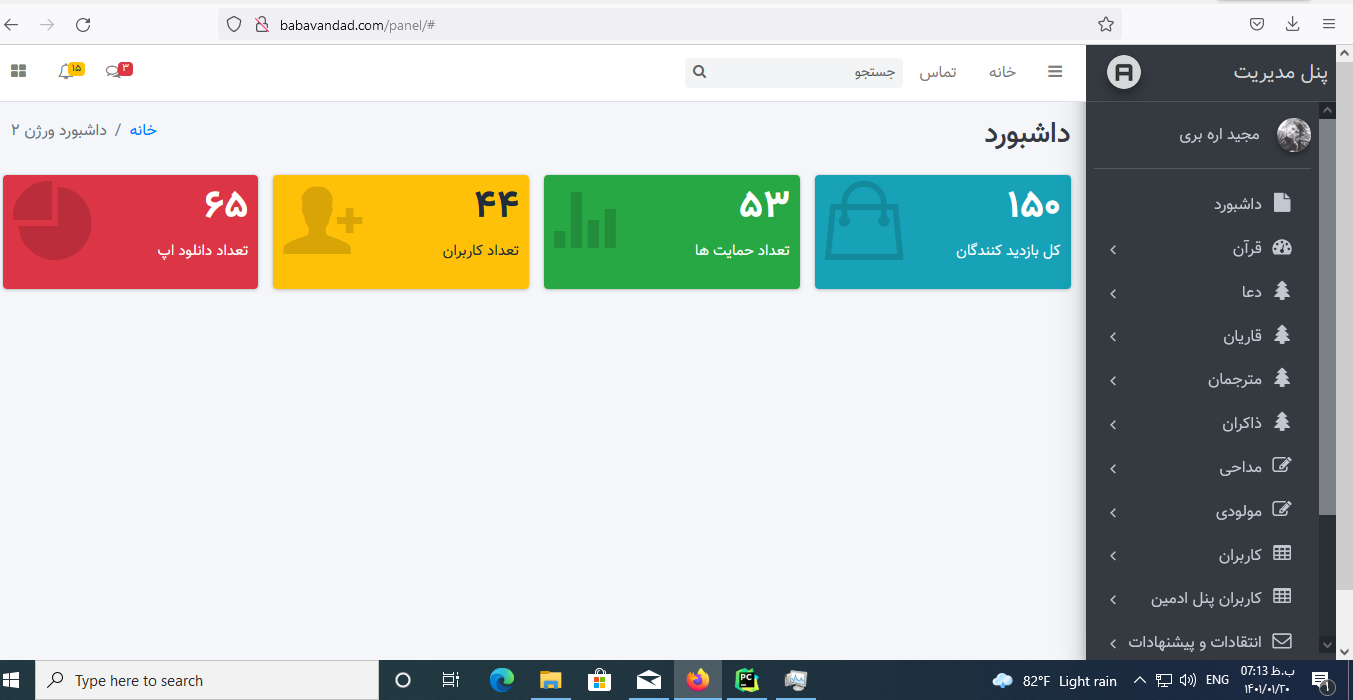 babavandad.com/panel/#
پنل مدیریت
خانه
تماس
جستجو
۳
۱۵
مجید اره بری
داشبورد
قرآن
دعا
قاریان
مترجمان
ذاکران
مداحی
مولودی
کاربران
کاربران پنل ادمین
انتقادات و پیشنهادات
داشبورد
خانه / داشبورد ورژن ۲
۱۵۰
کل بازدید کنندگان
۵۳
تعداد حمایت ها
۴۴
تعداد کاربران
۶۵
تعداد دانلود اپ
Type here to search
PC
82°F Light rain
ENG
07:13 ب.ظ
۱۴۰۱/۰۱/۲۰
1